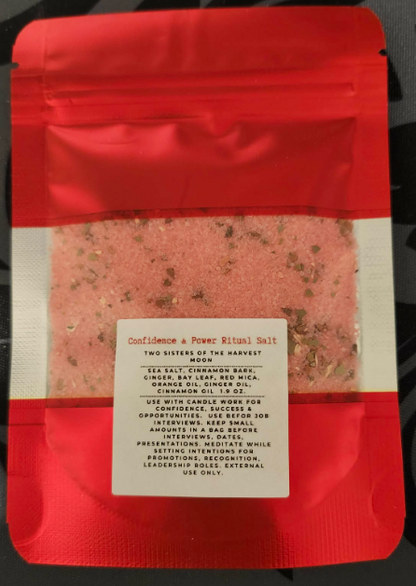 Confidence & Power Ritual Salt
TWO SISTERS OF THE HARVEST
MOON
SEA SALT, CINNAMON BARK,
GINGER, BAY LEAF, RED MICA,
ORANGE OIL, GINGER OIL,
CINNAMON OIL 1.9 OZ.
USE WITH CANDLE WORK FOR
CONFIDENCE, SUCCESS &
OPPORTUNITIES. USE BEFOR JOB
INTERVIEWS. KEEP SMALL
AMOUNTS IN A BAG BEFORE
INTERVIEWS, DATES,
PRESENTATIONS. MEDITATE WHILE
SETTING INTENTIONS FOR
PROMOTIONS, RECOGNITION,
LEADERSHIP ROLES. EXTERNAL
USE ONLY.